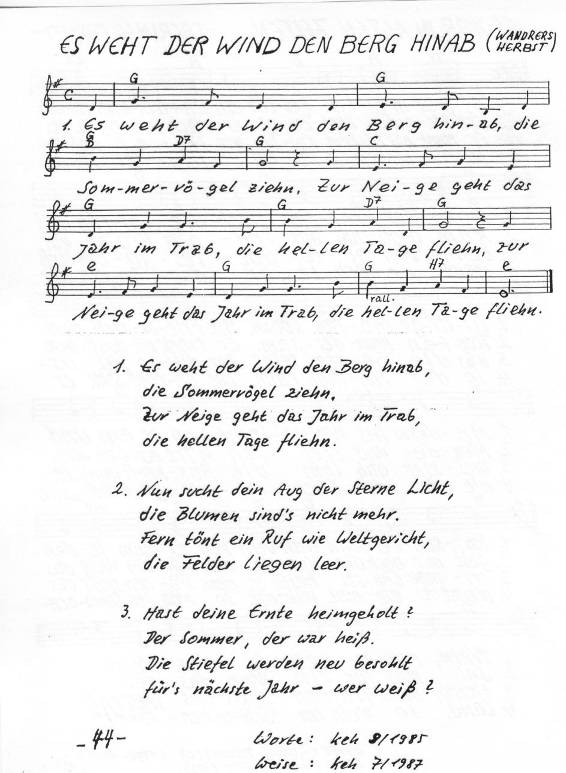 ES WEHT DER WIND DEN BERG HINAB (WANDRERS HERBST)
G G
C
1. Es weht der Wind den Berg hin-ab, die
G
B D7 G C
Som-mer-vö-gel ziehn. Zur Nei-ge geht das
G G D7 G
Jahr im Trab, die hel-len Ta-ge fliehn, zur
e G G H7 e
rall.
Nei-ge geht das Jahr im Trab, die hel-len Ta-ge fliehn.
1. Es weht der Wind den Berg hinab,
die Sommervögel ziehn.
Zur Neige geht das Jahr im Trab,
die hellen Tage fliehn.
2. Nun sucht dein Aug der Sterne Licht,
die Blumen sind's nicht mehr.
Fern tönt ein Ruf wie Weltgericht,
die Felder liegen leer.
3. Hast deine Ernte heimgeholt?
Der Sommer, der war heiß.
Die Stiefel werden neu besohlt
für's nächste Jahr – wer weiß?
- 44 -
Worte: keh 8/1985
Weise: keh 7/1987